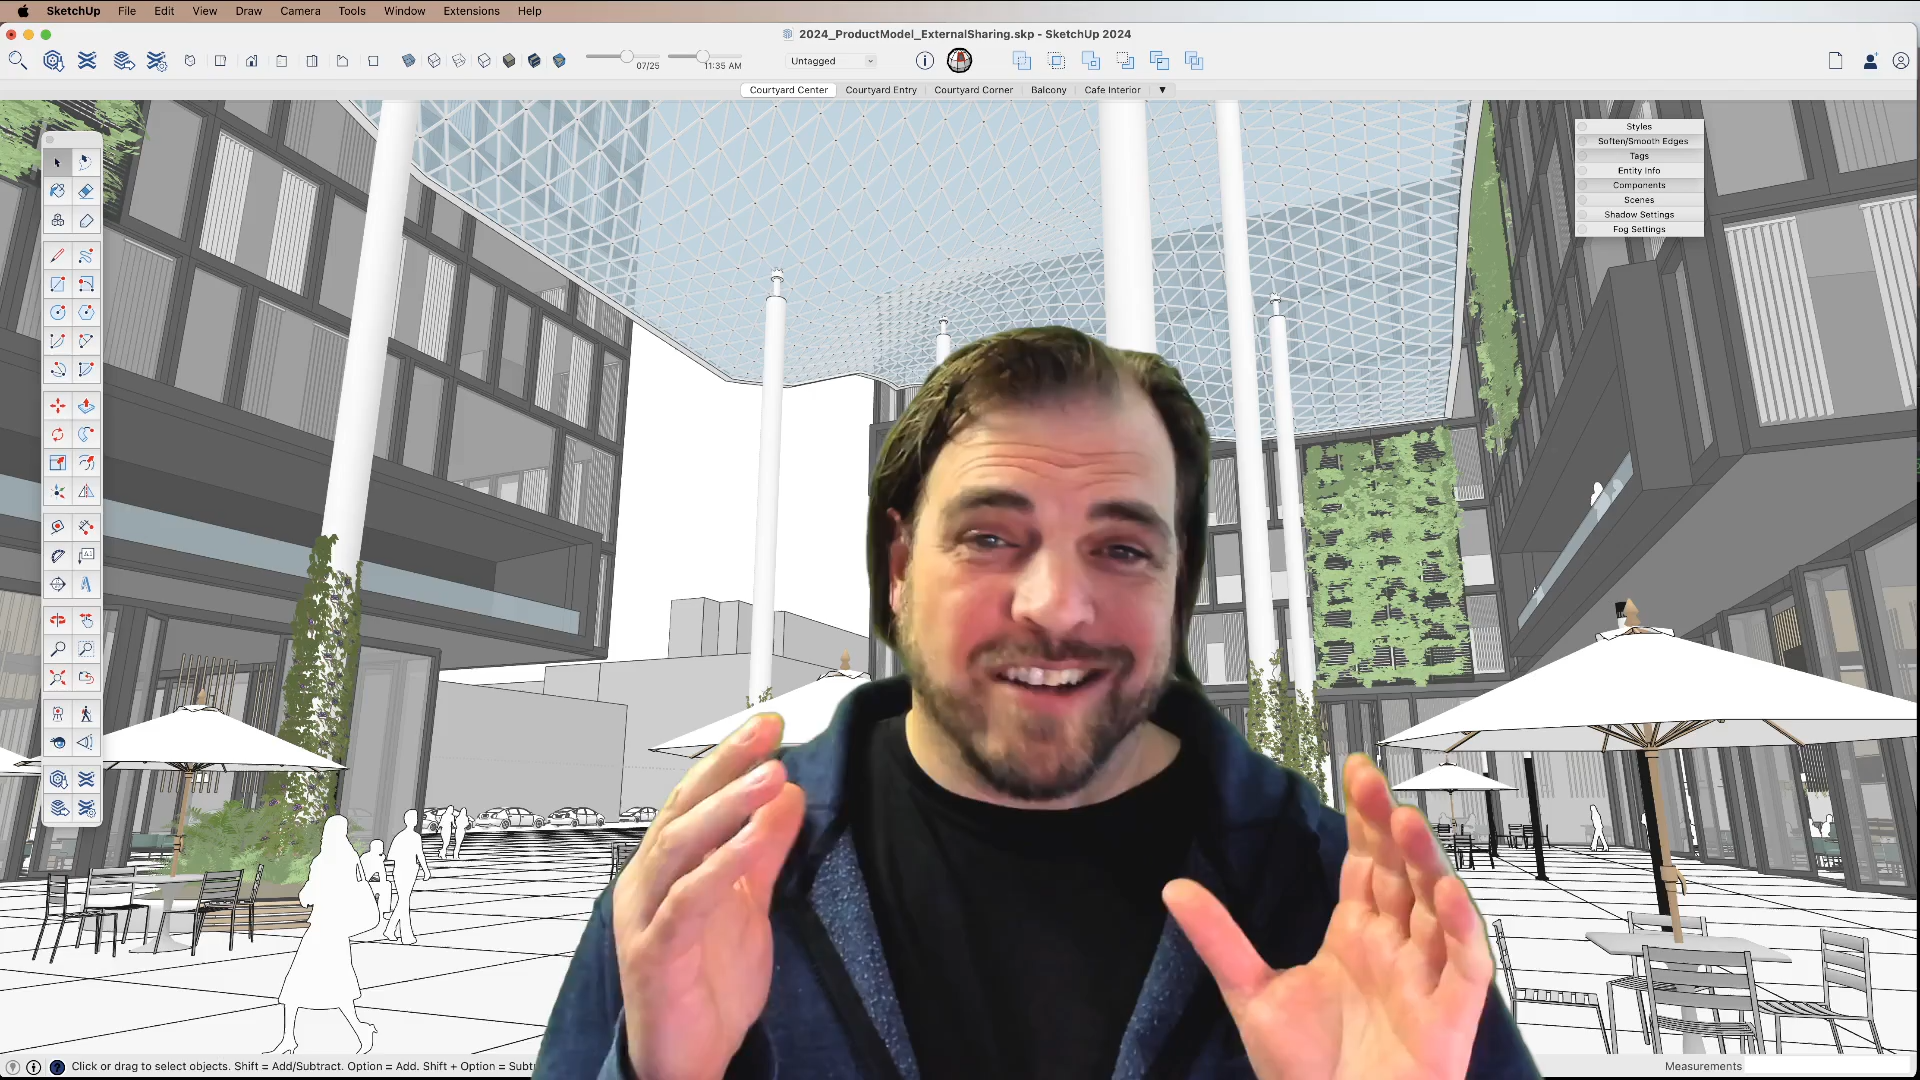 SketchUp File Edit View Draw Camera Tools Window Extensions Help
2024_ProductModel_ExternalSharing.skp - SketchUp 2024
07/25 11:35 AM Untagged
Courtyard Center Courtyard Entry Courtyard Corner Balcony Cafe Interior
Styles
Soften/Smooth Edges
Tags
Entity Info
Components
Scenes
Shadow Settings
Fog Settings
Click or drag to select objects. Shift = Add/Subtract. Option = Add. Shift + Option = Subt
Measurements